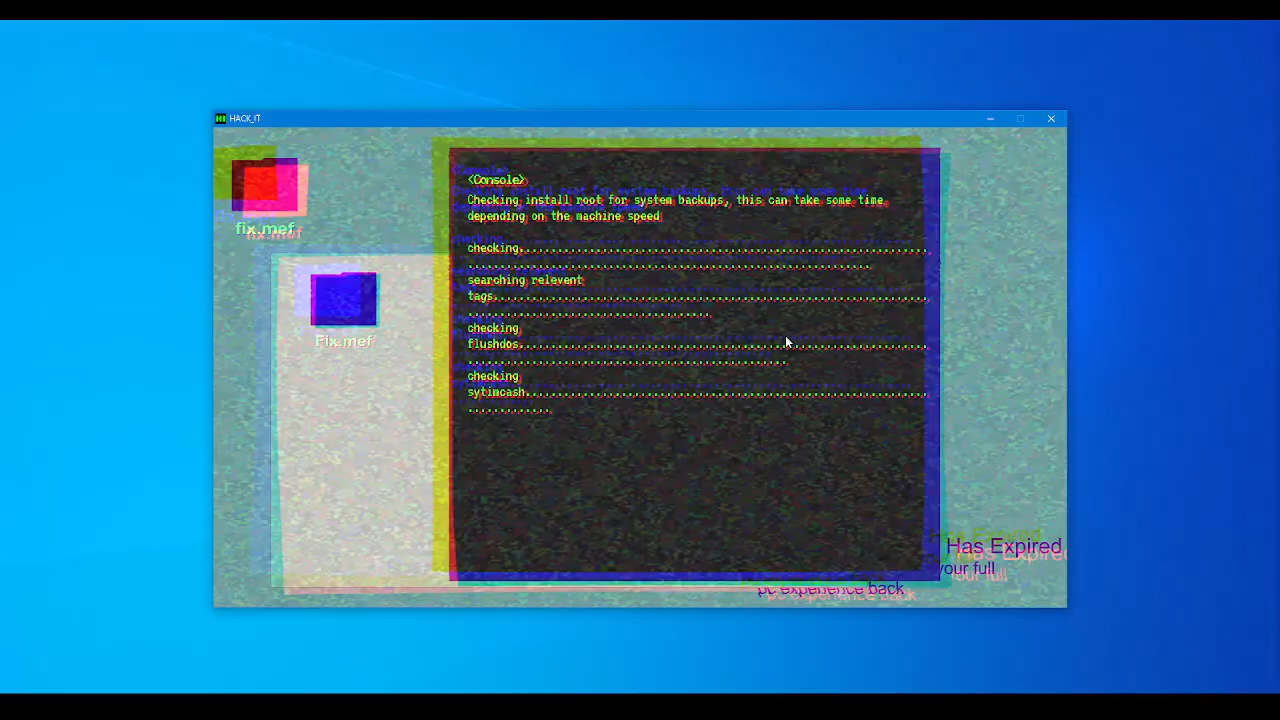 HACK_IT
fix.mef
Fix.mef
<Console>
Checking install root for system backups,, this can take some time
depending on the machine speed
checking..........................................................................
.......................................................................
searching relevent
tags...............................................................................
...........................................
checking
flushdos...........................................................................
........................................................
checking
sytimcash..........................................................................
...............
Has Expired
your full
pc experience back